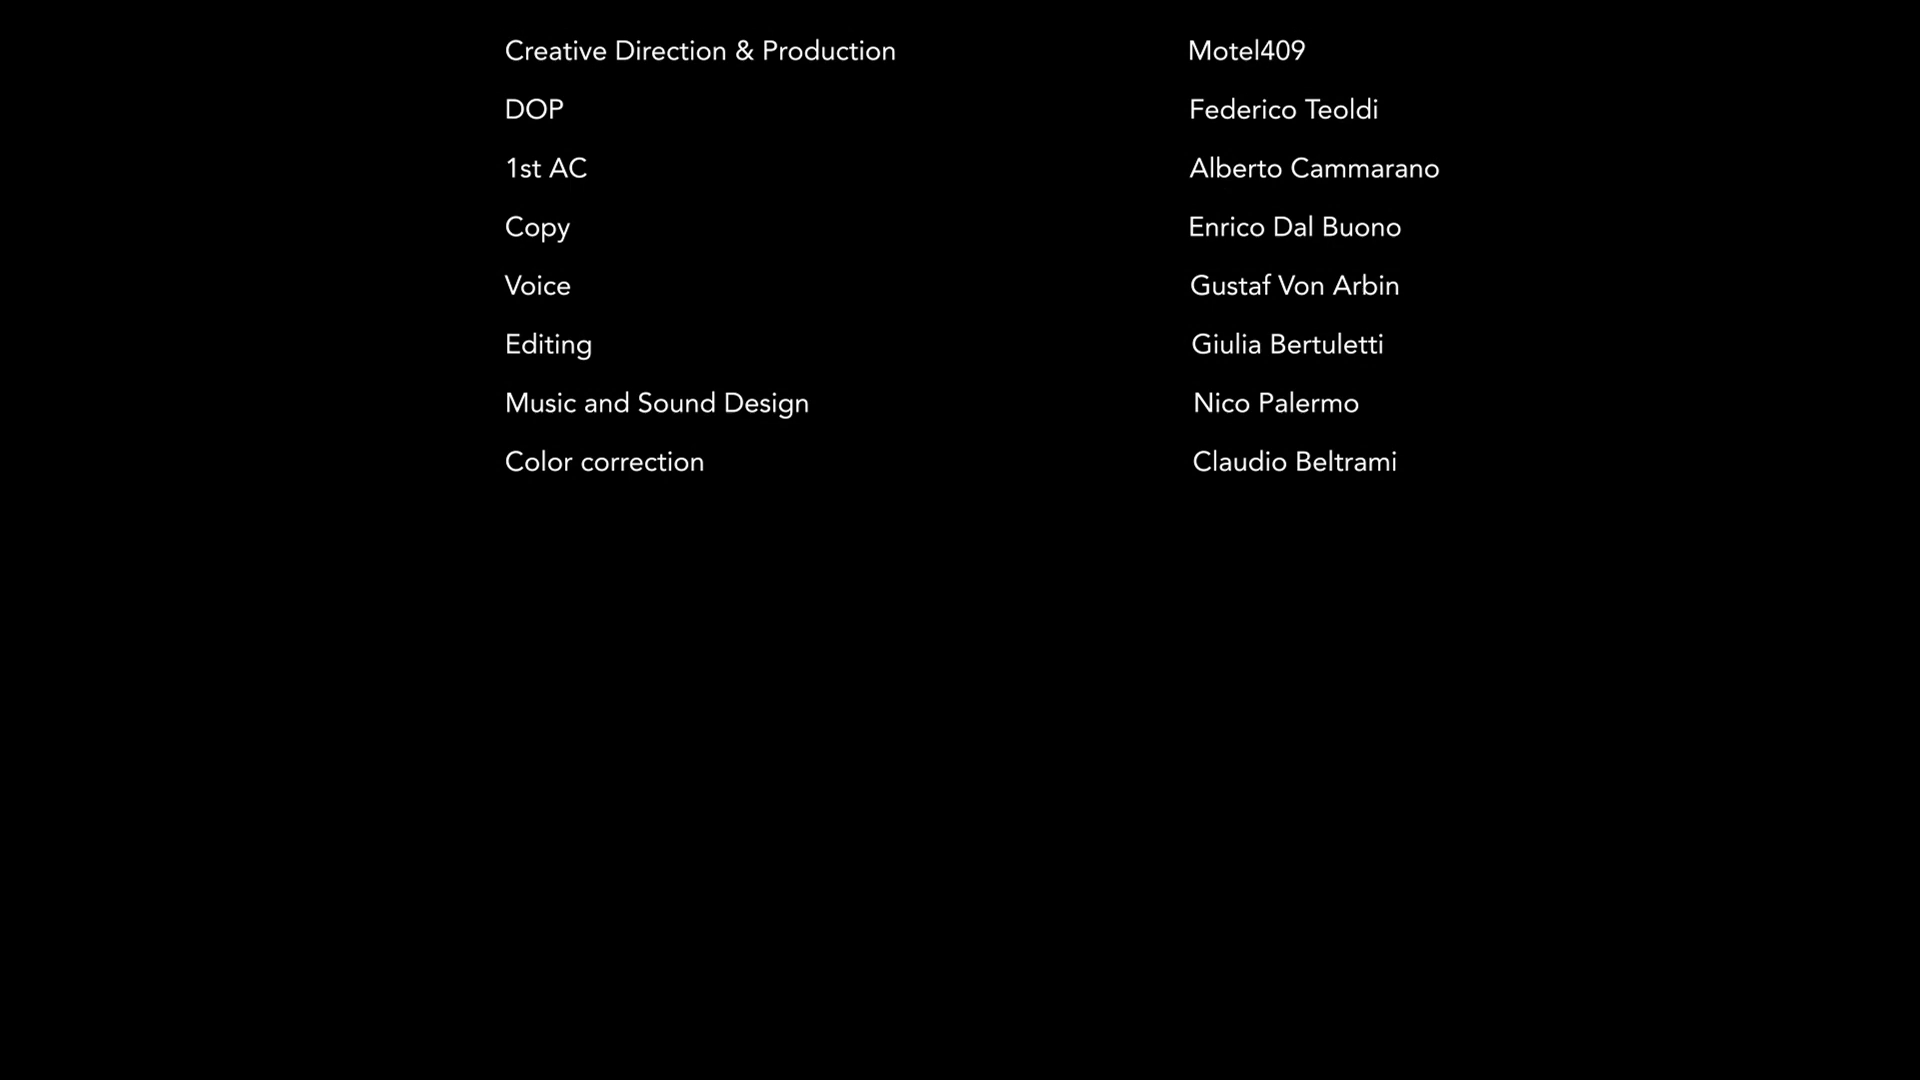 Creative Direction & Production Motel409
DOP Federico Teoldi
1st AC Alberto Cammarano
Copy Enrico Dal Buono
Voice Gustaf Von Arbin
Editing Giulia Bertuletti
Music and Sound Design Nico Palermo
Color correction Claudio Beltrami